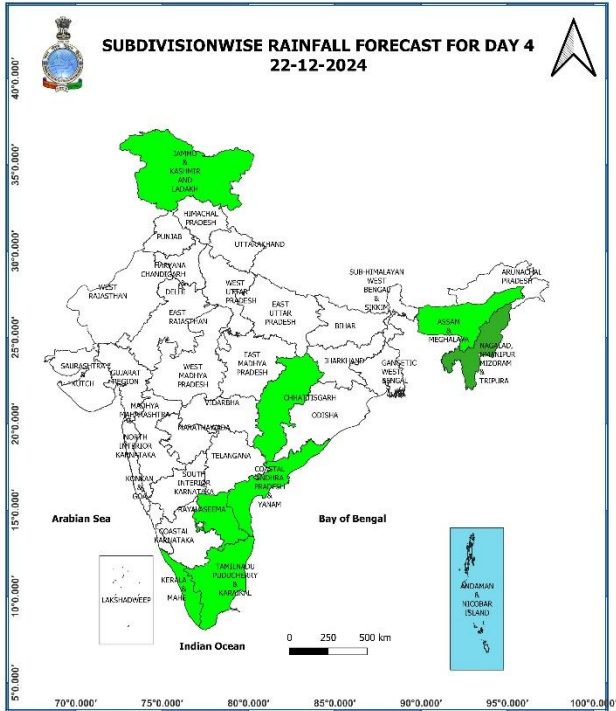 SUBDIVISIONWISE RAINFALL FORECAST FOR DAY 4
22-12-2024
40°0.000'
35°0.000'
30°0.000'
25°0.000'
20°0.000'
15°0.000'
10°0.000'
5°0.000'
JAMMU
&
KASHMIR
AND
LADAKH
HIMACHAL
PRADESH
PUNJAB
UTTARAKHAND
HARYANA
CHANDIGARH
&
DELHI
WEST
RAJASTHAN
WEST
UTTAR
PRADESH
EAST
RAJASTHAN
EAST
UTTAR
PRADESH
SUB-HIMALAYAN
WEST
BENGAL
&
SIKKIM
ARUNACHAL
PRADESH
ASSAM
&
MEGHALAYA
NAGALAD,
MANIPUR
MIZORAM
&
TRIPURA
BIHAR
JHARKHAND
GANGETIC
WEST
BENGAL
SAURASHTRA
&
KUTCH
GUJARAT
REGION
WEST
MADHYA
PRADESH
EAST
MADHYA
PRADESH
CHHATTISGARH
ODISHA
VIDARBHA
MADHYA
MAHARASHTRA
MARATHAWADA
NORTH
INTERIOR
KARNATAKA
TELANGANA
KONKAN
&
GOA
SOUTH
INTERIOR
KARNATAKA
COASTAL
ANDHRA
PRADESH
&
YANAM
RAYALASEEMA
COASTAL
KARNATAKA
TAMILNADU
PUDUCHERRY
&
KARAIKAL
KERALA
&
MAHE
LAKSHADWEEP
ANDAMAN
&
NICOBAR
ISLAND
Arabian Sea
Bay of Bengal
Indian Ocean
0 250 500 km
70°0.000' 75°0.000' 80°0.000' 85°0.000' 90°0.000' 95°0.000' 100°0.000'